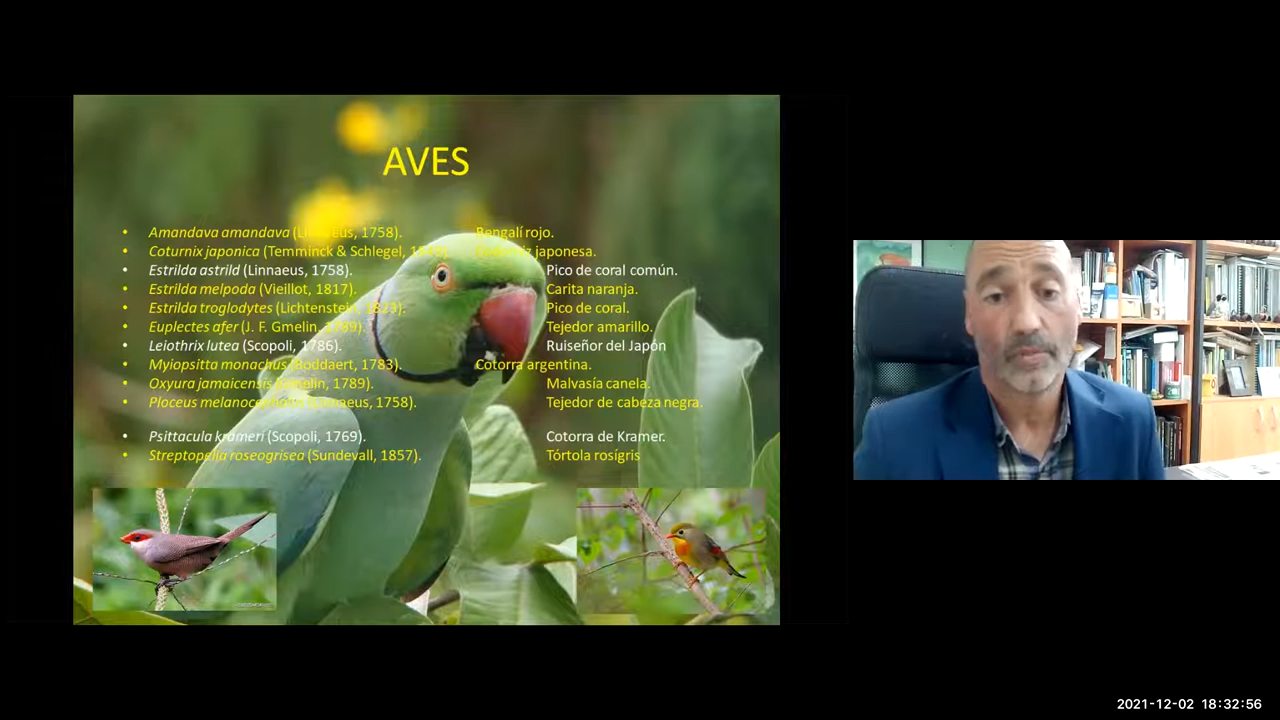 AVES
• Amandava amandava (Linnaeus, 1758). Bengalí rojo.
• Coturnix japonica (Temminck & Schlegel, japonesa.
• Estrilda astrild (Linnaeus, 1758). Pico de coral común.
• Estrilda melpoda (Vieillot, 1817). Carita naranja.
• Estrilda troglodytes (Lichtenstein, 1823). Pico de coral.
• Euplectes afer (J. F. Gmelin, 1789). Tejedor amarillo.
• Leiothrix lutea (Scopoli, 1786). Ruiseñor del Japón
• Myiopsitta monachus (Boddaert, 1783). Cotorra argentina.
• Oxyura jamaicensis (Gmelin, 1789). Malvasía canela.
• Ploceus melanocephalus (Linnaeus, 1758). Tejedor de cabeza negra.
• Psittacula krameri (Scopoli, 1769). Cotorra de Kramer.
• Streptopelia roseogrisea (Sundevall, 1857). Tórtola rosígris
2021-12-02 18:32:56